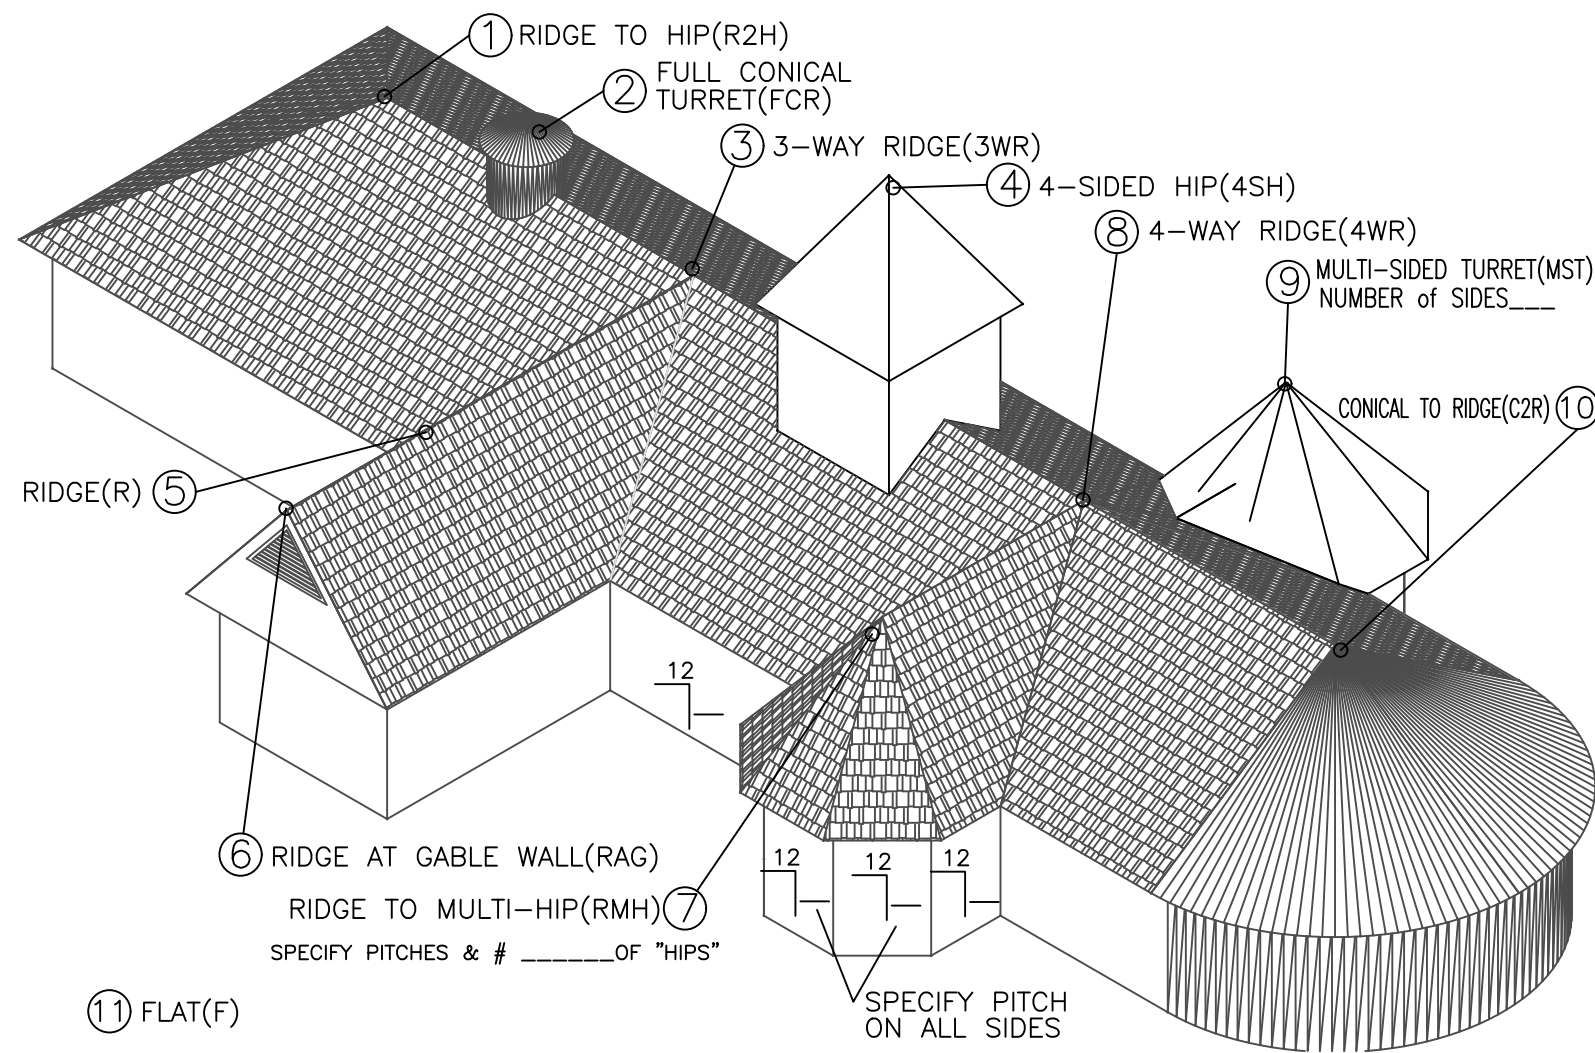 1 RIDGE TO HIP(R2H)
2 FULL CONICAL
TURRET(FCR)
3 3-WAY RIDGE(3WR)
4 4-SIDED HIP(4SH)
8 4-WAY RIDGE(4WR)
9 MULTI-SIDED TURRET(MST)
NUMBER of SIDES___
CONICAL TO RIDGE(C2R) 10
RIDGE(R) 5
12
6 RIDGE AT GABLE WALL(RAG)
12
12
12
RIDGE TO MULTI-HIP(RMH) 7
SPECIFY PITCHES & # ______OF "HIPS"
11 FLAT(F)
SPECIFY PITCH
ON ALL SIDES